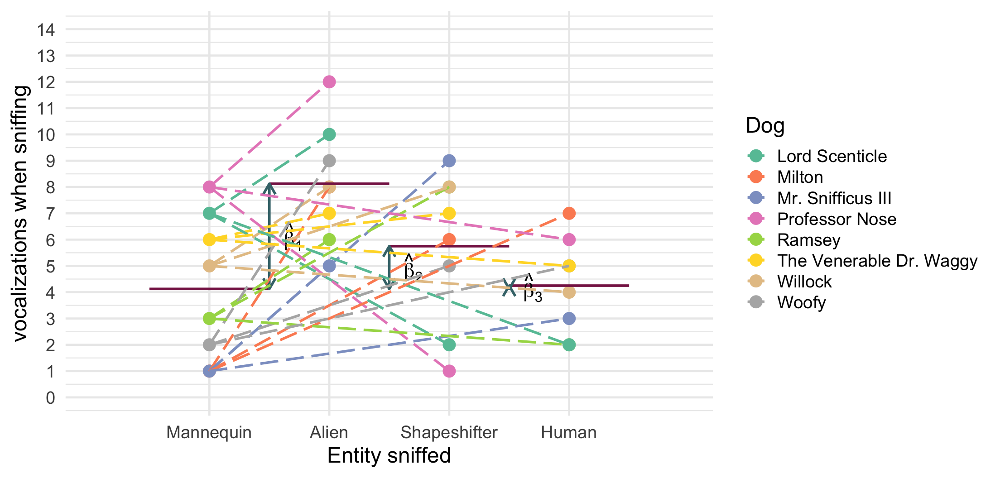 14
13
12
11
10
9
8
7
6
5
4
3
2
1
0
vocalizations when sniffing
β̂1
β̂2
β̂3
Mannequin Alien Shapeshifter Human
Entity sniffed
Dog
Lord Scenticle
Milton
Mr. Snifficus III
Professor Nose
Ramsey
The Venerable Dr. Waggy
Willock
Woofy